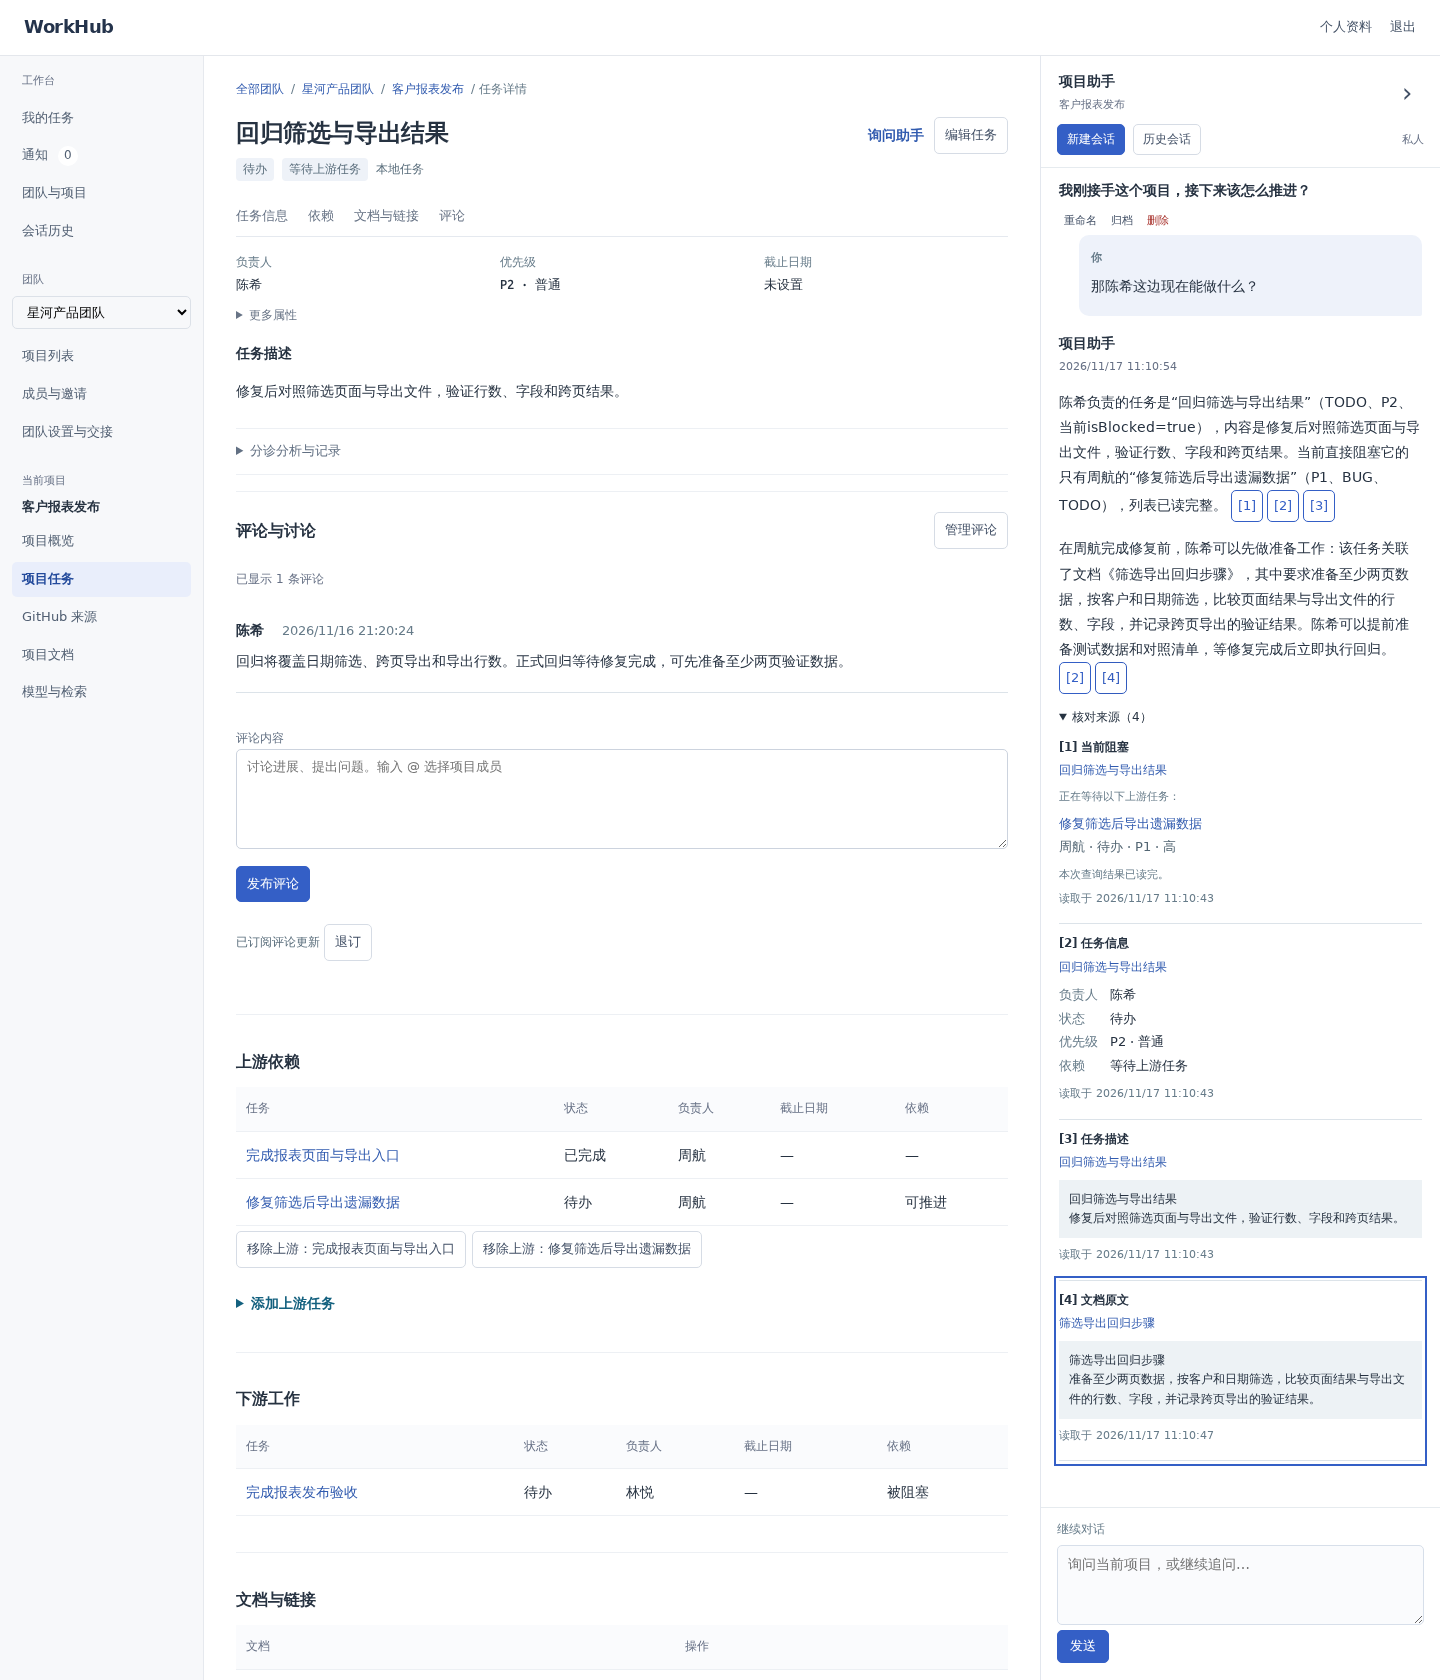 WorkHub
个人资料
退出
工作台
我的任务
通知 0
团队与项目
会话历史
团队
星河产品团队
项目列表
成员与邀请
团队设置与交接
当前项目
客户报表发布
项目概览
项目任务
GitHub 来源
项目文档
模型与检索
全部团队 / 星河产品团队 / 客户报表发布 / 任务详情
回归筛选与导出结果
询问助手
编辑任务
待办 等待上游任务 本地任务
任务信息 依赖 文档与链接 评论
负责人 优先级 截止日期
陈希 P2 · 普通 未设置
更多属性
任务描述
修复后对照筛选页面与导出文件，验证行数、字段和跨页结果。
分诊分析与记录
评论与讨论
管理评论
已显示 1 条评论
陈希 2026/11/16 21:20:24
回归将覆盖日期筛选、跨页导出和导出行数。正式回归等待修复完成，可先准备至少两页验证数据。
评论内容
讨论进展、提出问题。输入 @ 选择项目成员
发布评论
已订阅评论更新 退订
上游依赖
任务 状态 负责人 截止日期 依赖
完成报表页面与导出入口 已完成 周航 — —
修复筛选后导出遗漏数据 待办 周航 — 可推进
移除上游：完成报表页面与导出入口 移除上游：修复筛选后导出遗漏数据
添加上游任务
下游工作
任务 状态 负责人 截止日期 依赖
完成报表发布验收 待办 林悦 — 被阻塞
文档与链接
文档 操作
项目助手
客户报表发布
新建会话 历史会话 私人
我刚接手这个项目，接下来该怎么推进？
重命名 归档 删除
你
那陈希这边现在能做什么？
项目助手
2026/11/17 11:10:54
陈希负责的任务是“回归筛选与导出结果”（TODO、P2、
当前isBlocked=true），内容是修复后对照筛选页面与导
出文件，验证行数、字段和跨页结果。当前直接阻塞它的
只有周航的“修复筛选后导出遗漏数据”（P1、BUG、
TODO），列表已读完整。 [1] [2] [3]
在周航完成修复前，陈希可以先做准备工作：该任务关联
了文档《筛选导出回归步骤》，其中要求准备至少两页数
据，按客户和日期筛选，比较页面结果与导出文件的行
数、字段，并记录跨页导出的验证结果。陈希可以提前准
备测试数据和对照清单，等修复完成后立即执行回归。
[2] [4]
核对来源（4）
[1] 当前阻塞
回归筛选与导出结果
正在等待以下上游任务：
修复筛选后导出遗漏数据
周航 · 待办 · P1 · 高
本次查询结果已读完。
读取于 2026/11/17 11:10:43
[2] 任务信息
回归筛选与导出结果
负责人 陈希
状态 待办
优先级 P2 · 普通
依赖 等待上游任务
读取于 2026/11/17 11:10:43
[3] 任务描述
回归筛选与导出结果
回归筛选与导出结果
修复后对照筛选页面与导出文件，验证行数、字段和跨页结果。
读取于 2026/11/17 11:10:43
[4] 文档原文
筛选导出回归步骤
筛选导出回归步骤
准备至少两页数据，按客户和日期筛选，比较页面结果与导出文
件的行数、字段，并记录跨页导出的验证结果。
读取于 2026/11/17 11:10:47
继续对话
询问当前项目，或继续追问...
发送